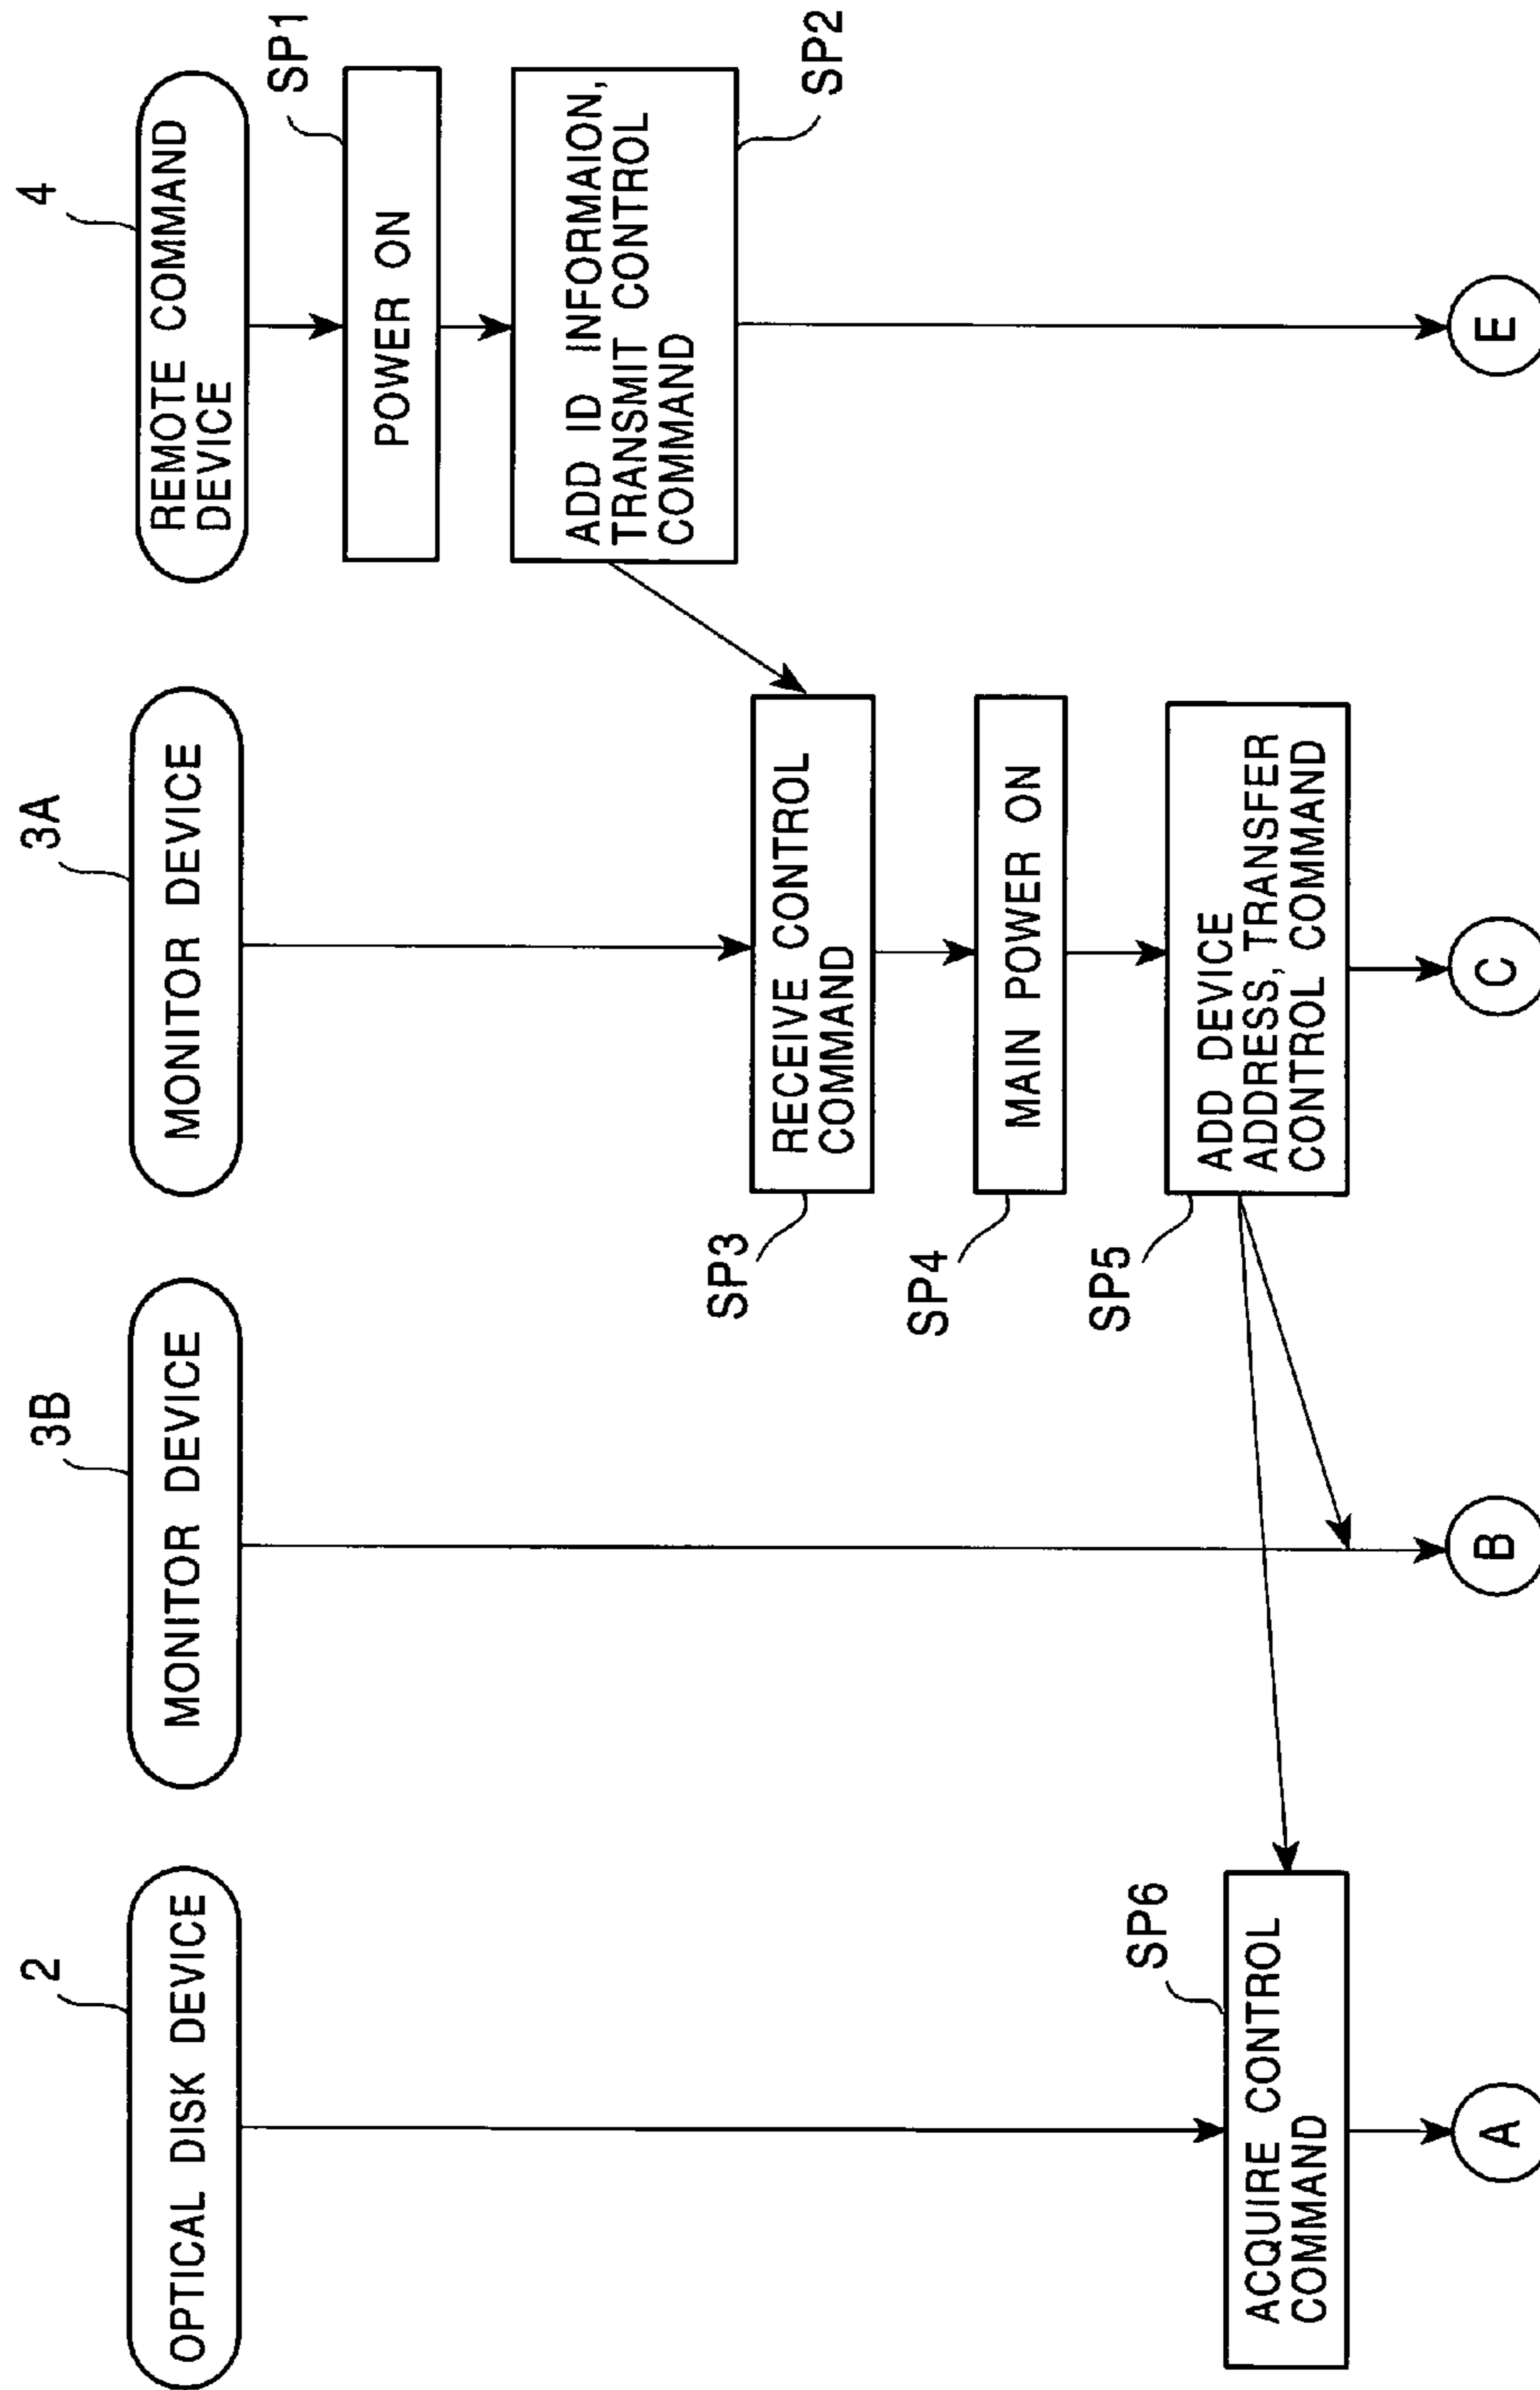 2
OPTICAL DISK DEVICE
SP6
ACQUIRE CONTROL
COMMAND
A
3B
MONITOR DEVICE
B
3A
MONITOR DEVICE
SP3
RECEIVE CONTROL
COMMAND
SP4
MAIN POWER ON
SP5
ADD DEVICE
ADDRESS, TRANSFER
CONTROL COMMAND
C
4
REMOTE COMMAND
DEVICE
SP1
POWER ON
SP2
ADD ID INFORMAION,
TRANSMIT CONTROL
COMMAND
E